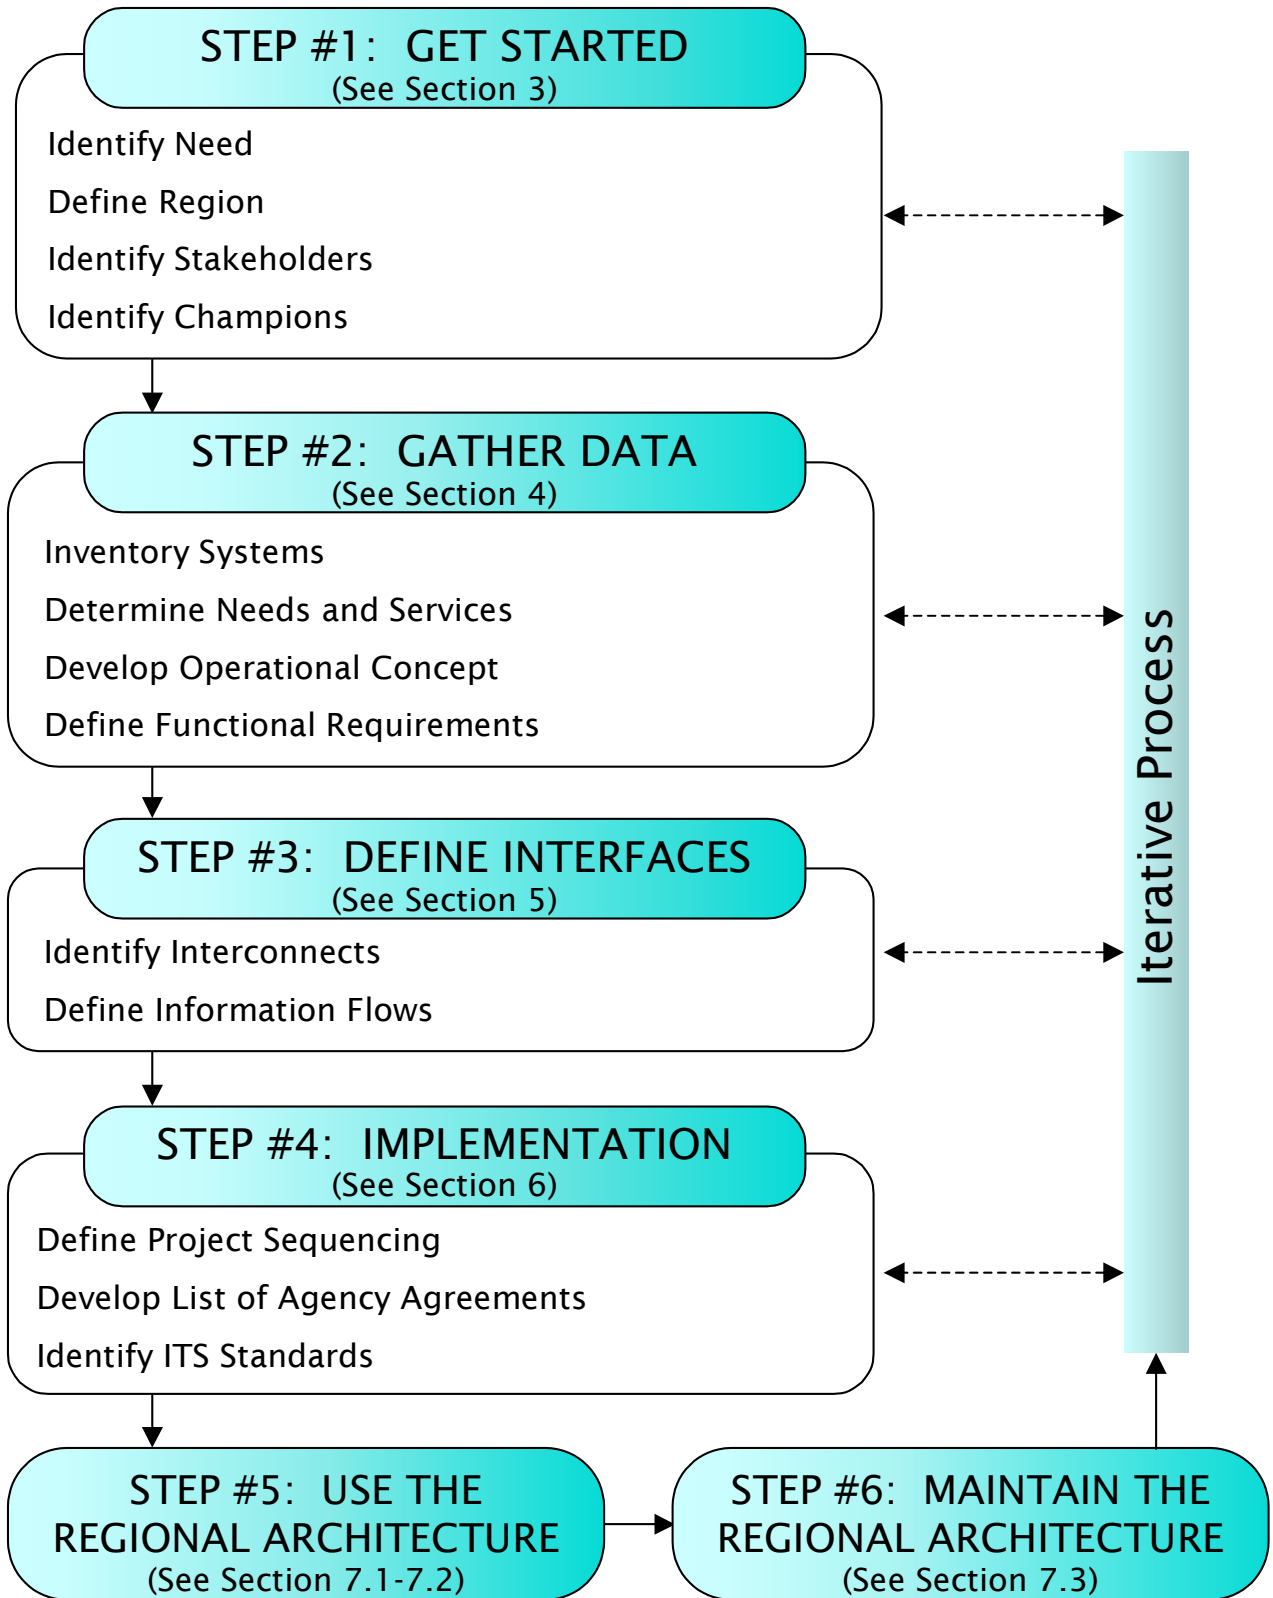 STEP #1: GET STARTED
(See Section 3)
Identify Need
Define Region
Identify Stakeholders
Identify Champions
STEP #2: GATHER DATA
(See Section 4)
Inventory Systems
Determine Needs and Services
Develop Operational Concept
Define Functional Requirements
STEP #3: DEFINE INTERFACES
(See Section 5)
Identify Interconnects
Define Information Flows
STEP #4: IMPLEMENTATION
(See Section 6)
Define Project Sequencing
Develop List of Agency Agreements
Identify ITS Standards
STEP #5: USE THE
REGIONAL ARCHITECTURE
(See Section 7.1-7.2)
STEP #6: MAINTAIN THE
REGIONAL ARCHITECTURE
(See Section 7.3)
Iterative Process